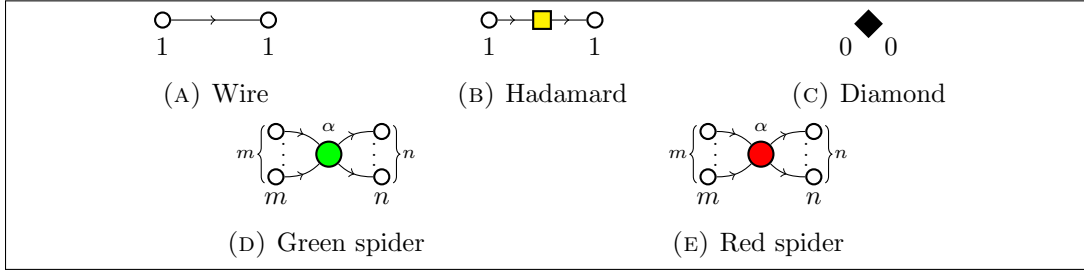 1 1 1 1 0 0
(A) Wire (B) Hadamard (C) Diamond
α α
m n m n
m n m n
(D) Green spider (E) Red spider